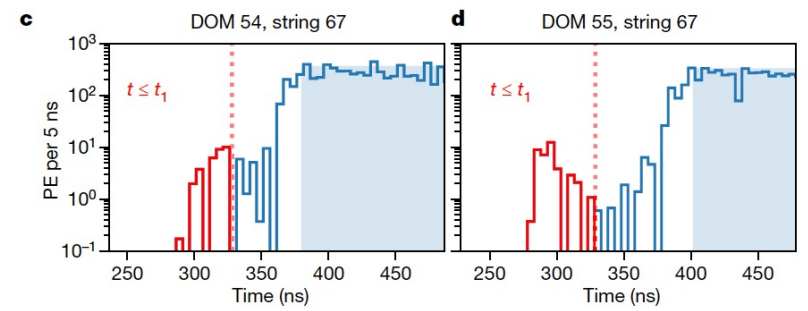 c DOM 54, string 67
d DOM 55, string 67
PE per 5 ns
10³
10²
10¹
10⁰
10⁻¹
t ≤ t₁
t ≤ t₁
250 300 350 400 450
250 300 350 400 450
Time (ns)
Time (ns)